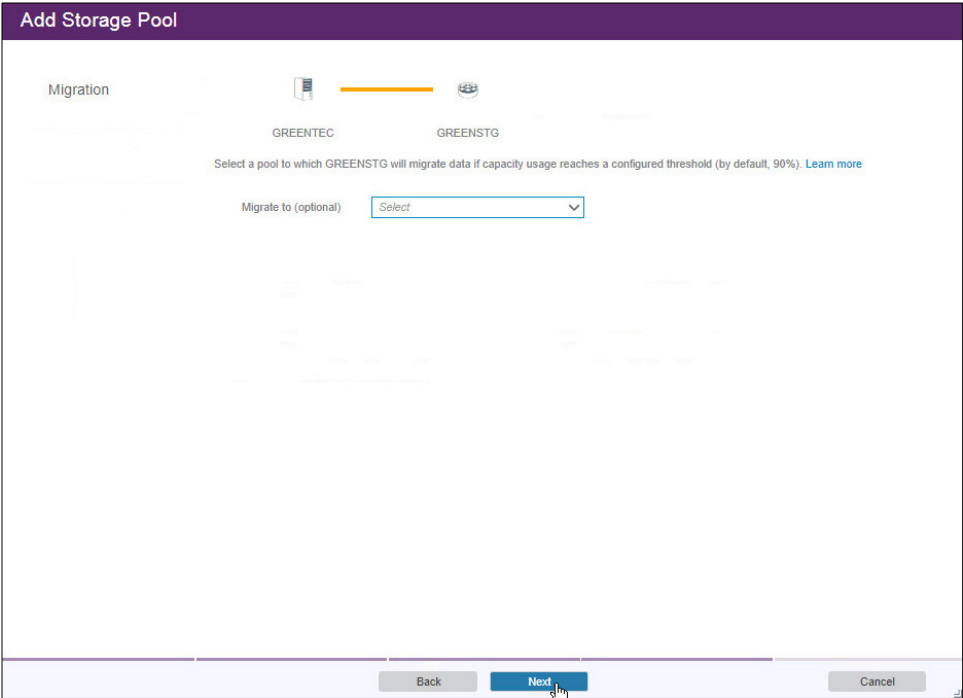 Add Storage Pool
Migration
GREENTEC GREENSTG
Select a pool to which GREENSTG will migrate data if capacity usage reaches a configured threshold (by default, 90%). Learn more
Migrate to (optional) Select
Back Next Cancel